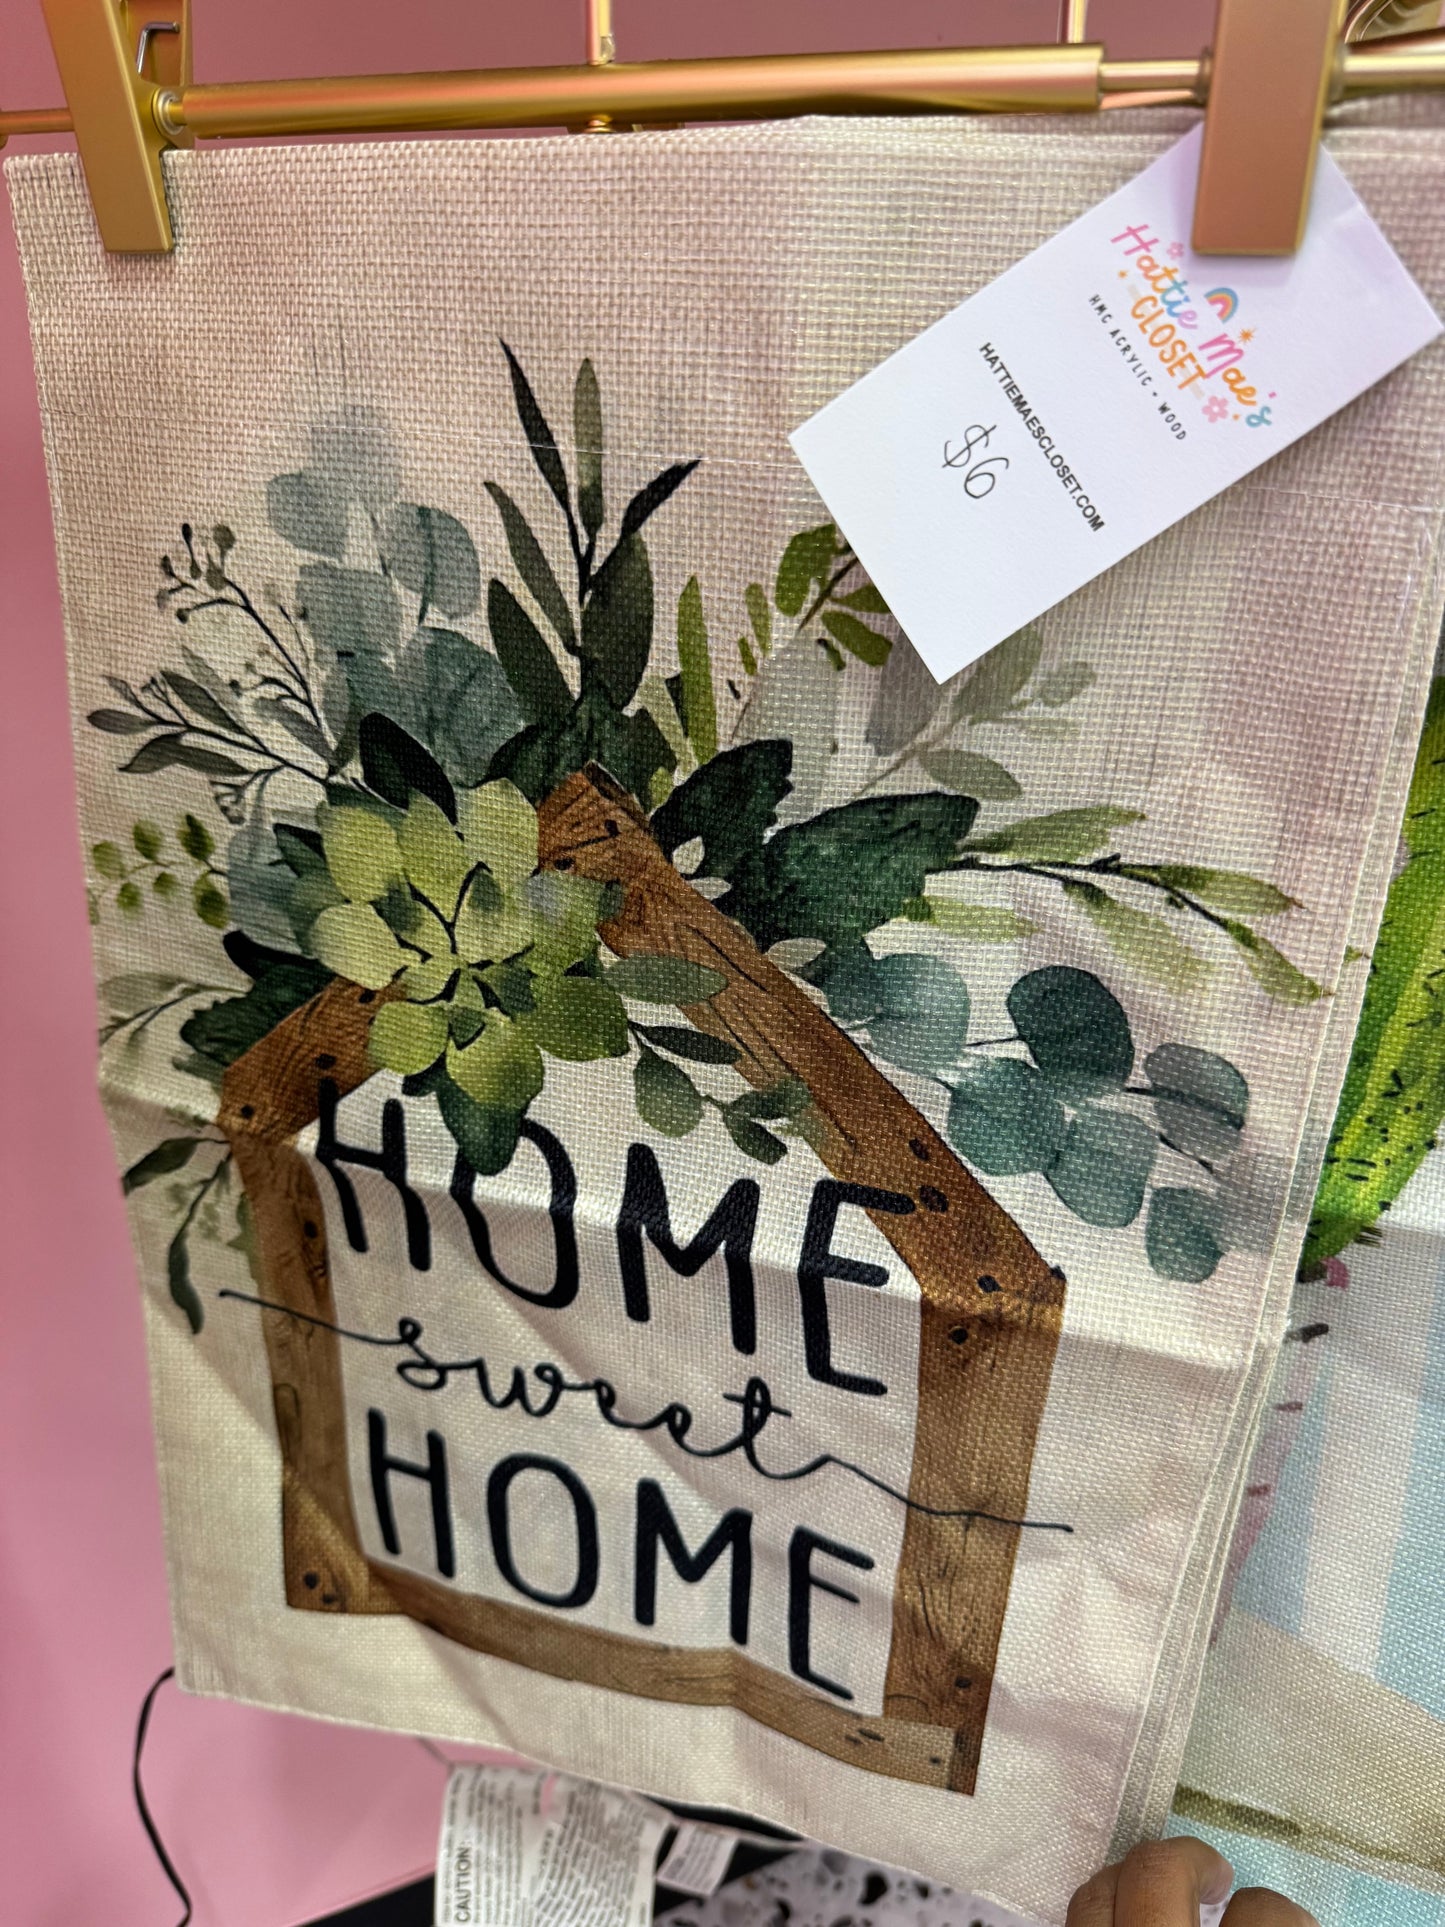 Hattie Mae's
CLOSET
HMC ACRYLIC + WOOD
HATTIEMAESCLOSET.COM
$6
HOME
sweet
HOME
CAUTION: